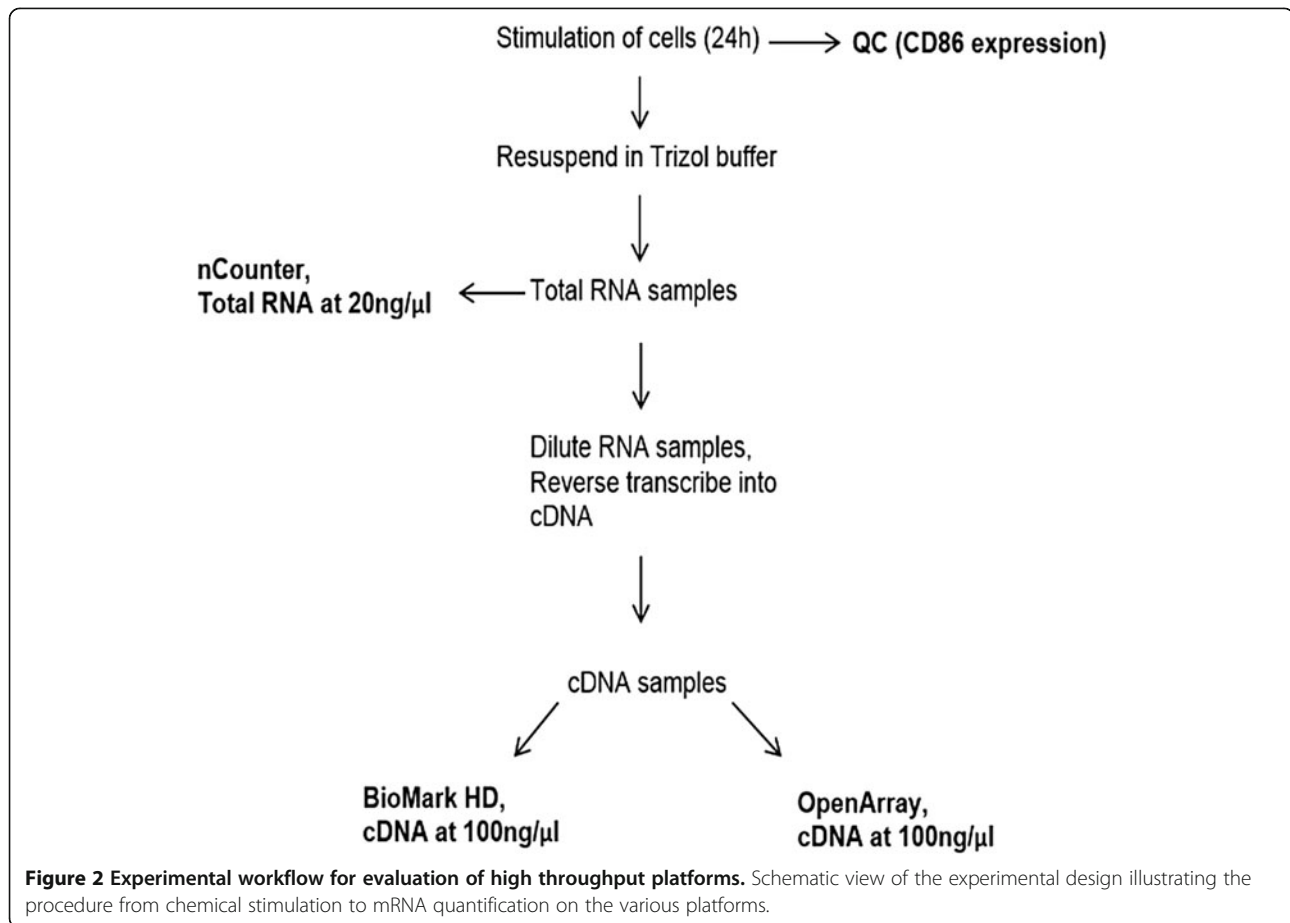 Stimulation of cells (24h)
QC (CD86 expression)
Resuspend in Trizol buffer
nCounter,
Total RNA at 20ng/µl
Total RNA samples
Dilute RNA samples,
Reverse transcribe into
cDNA
cDNA samples
BioMark HD,
cDNA at 100ng/µl
OpenArray,
cDNA at 100ng/µl
Figure 2 Experimental workflow for evaluation of high throughput platforms. Schematic view of the experimental design illustrating the
procedure from chemical stimulation to mRNA quantification on the various platforms.